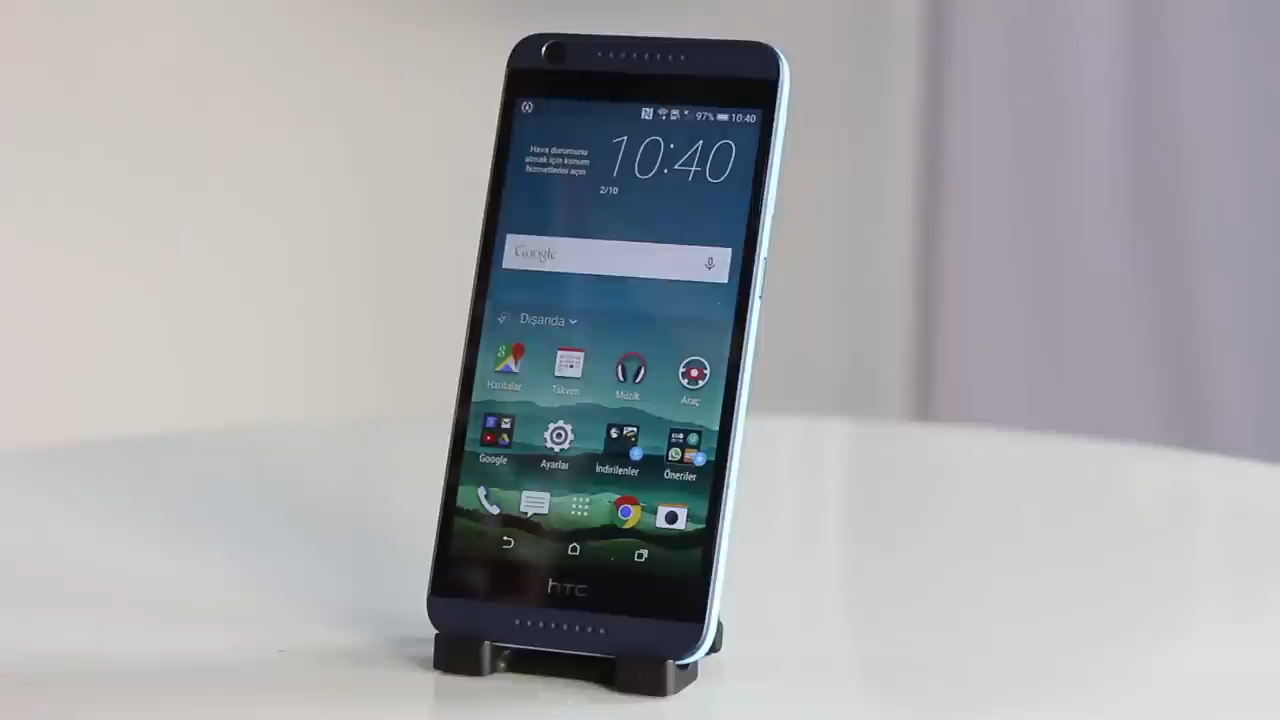 97% 10:40
Hava durumunu
almak için konum
hizmetlerini açın
10:40
2/10
Google
Dışarıda
Haritalar
Takvim
Müzik
Araç
Google
Ayarlar
İndirilenler
Öneriler
hTC